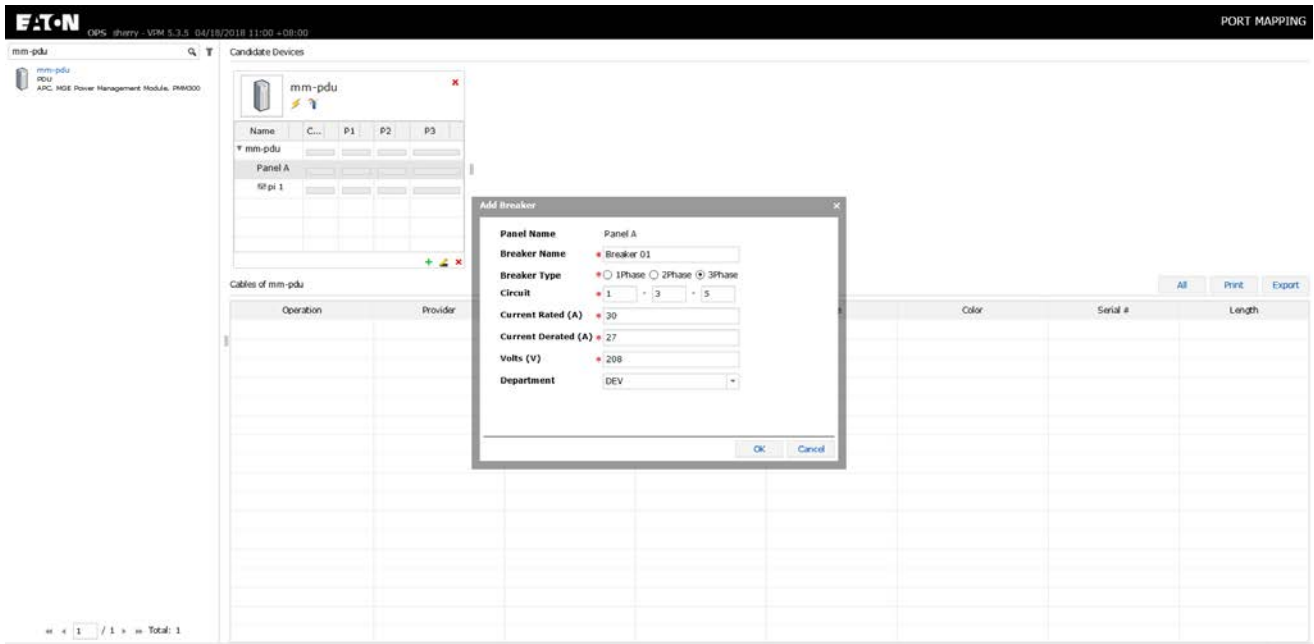 EATON OPS sherry - VPM 5.3.5 04/18/2018 11:00 +08:00 PORT MAPPING
mm-pdu
mm-pdu
PDU
APC, MGE Power Management Module, PMM300
Candidate Devices
mm-pdu
Name C... P1 P2 P3
mm-pdu
Panel A
pi 1
Cables of mm-pdu
All Print Export
Operation Provider Color Serial # Length
Add Breaker
Panel Name Panel A
Breaker Name * Breaker 01
Breaker Type * 1Phase 2Phase 3Phase
Circuit * 1 - 3 - 5
Current Rated (A) * 30
Current Derated (A) * 27
Volts (V) * 208
Department DEV
OK Cancel
1 / 1 Total: 1